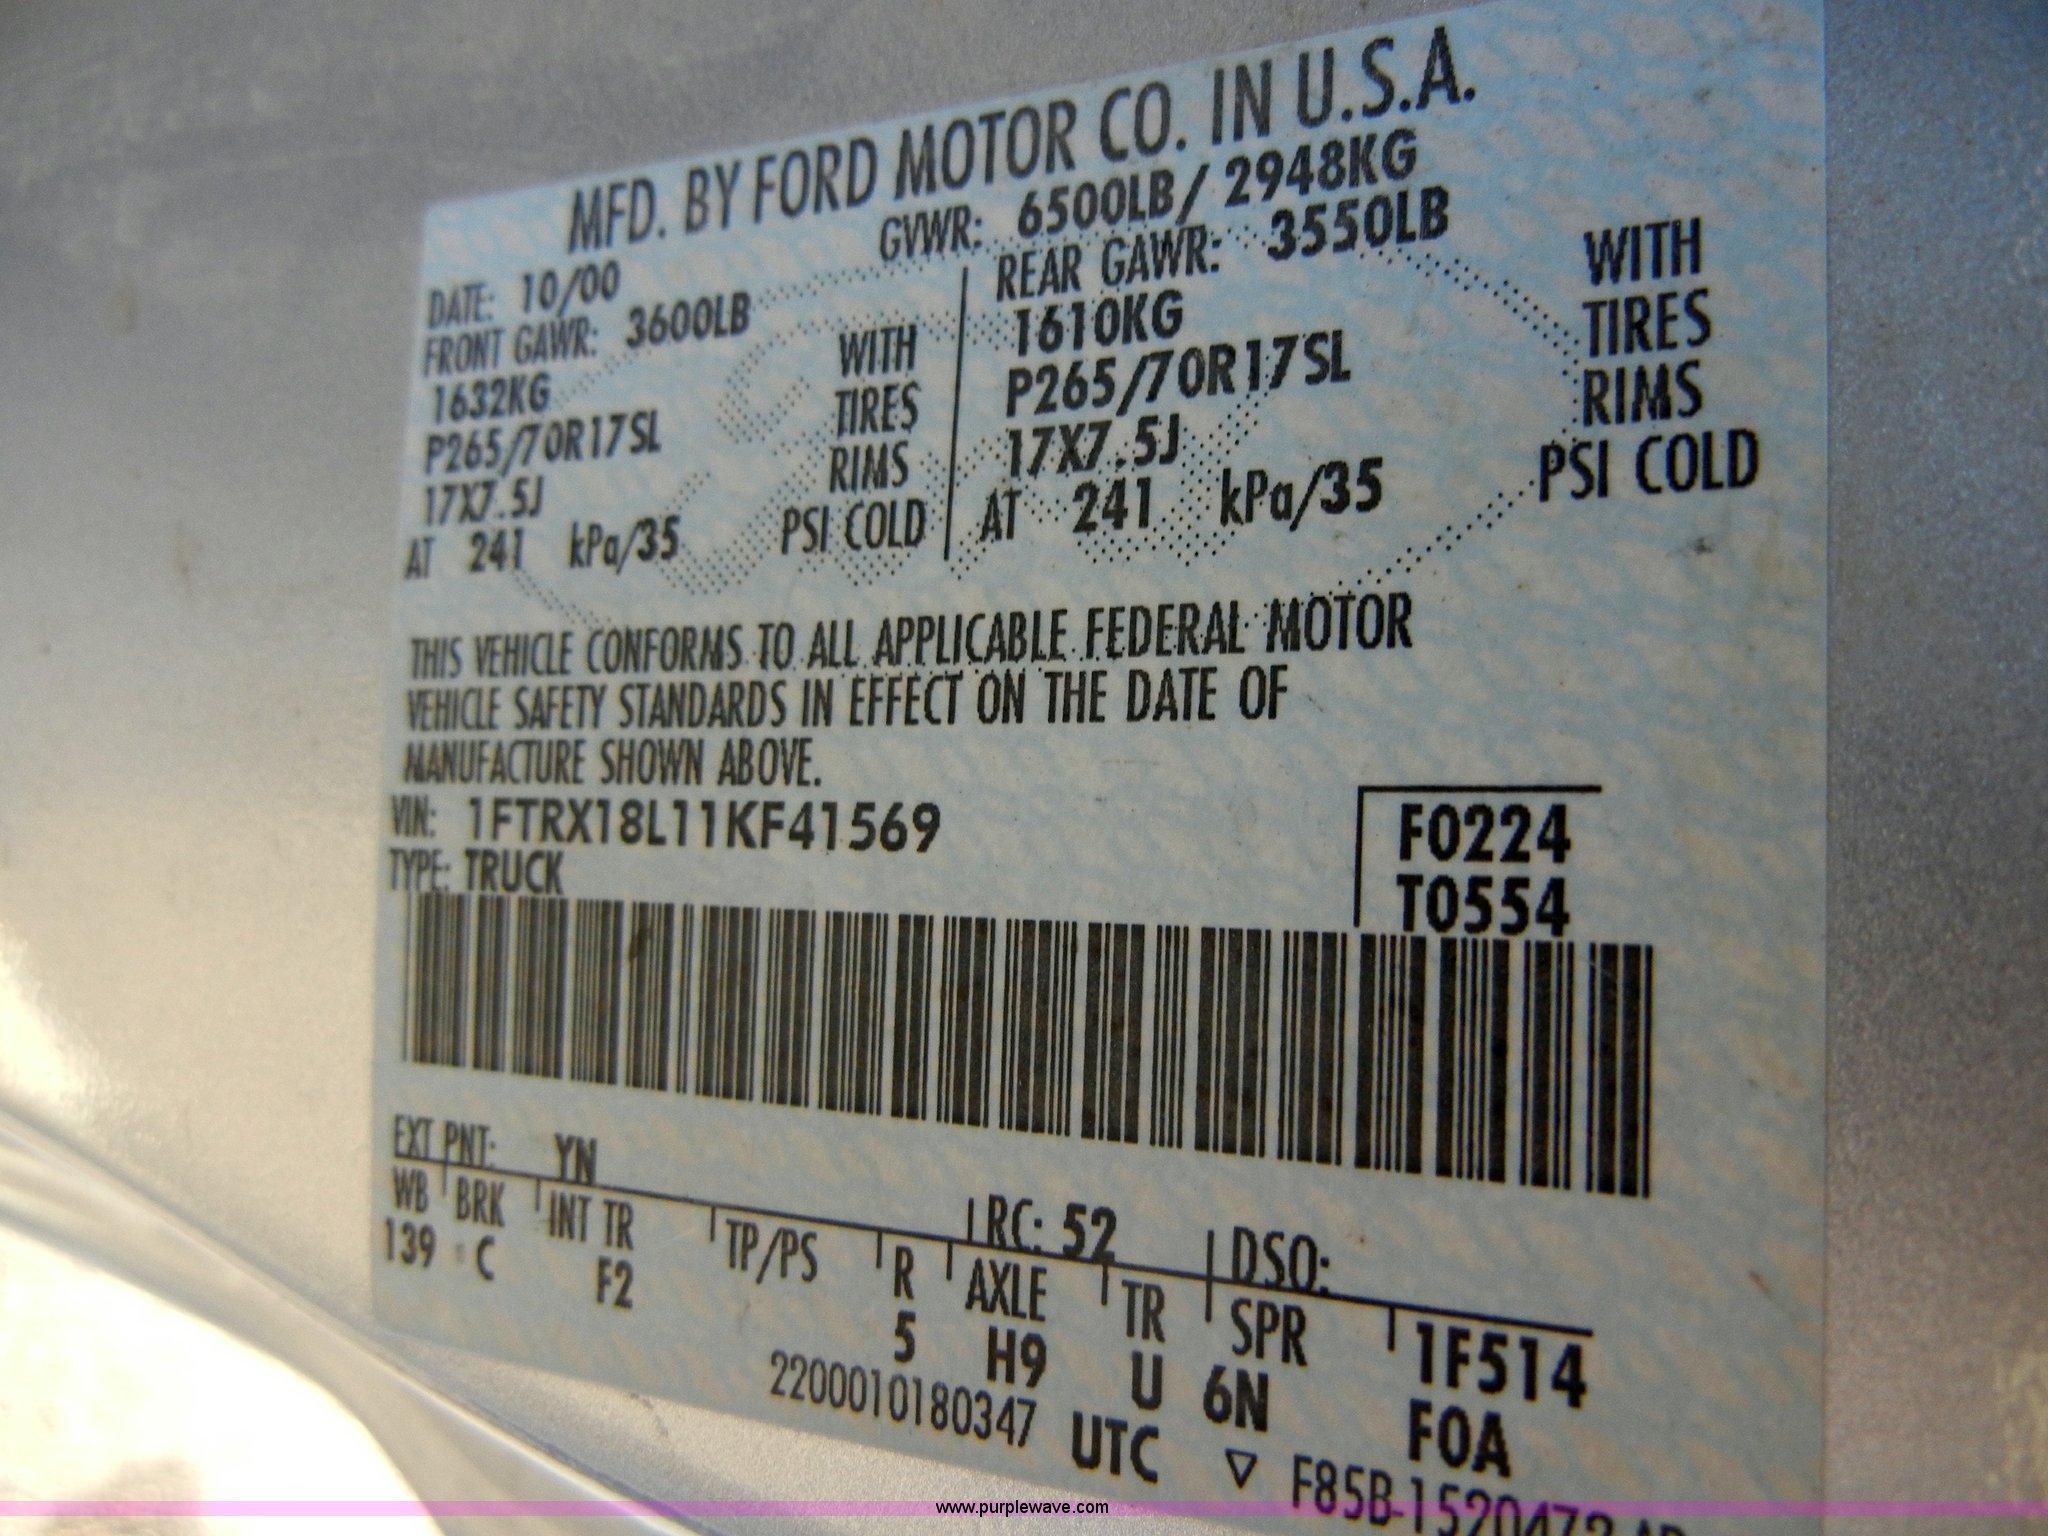 MFD. BY FORD MOTOR CO. IN U.S.A.
DATE: 10/00 GVWR: 6500LB/ 2948KG
FRONT GAWR: 3600LB REAR GAWR: 3550LB
1632KG WITH 1610KG WITH
P265/70R17SL TIRES P265/70R17SL TIRES
17X7.5J RIMS 17X7.5J RIMS
AT 241 kPa/35 PSI COLD AT 241 kPa/35 PSI COLD
THIS VEHICLE CONFORMS TO ALL APPLICABLE FEDERAL MOTOR
VEHICLE SAFETY STANDARDS IN EFFECT ON THE DATE OF
MANUFACTURE SHOWN ABOVE.
VIN: 1FTRX18L11KF41569 F0224
TYPE: TRUCK T0554
EXT PNT: YN RC: 52 DSO:
WB BRK INT TR TP/PS R AXLE TR SPR 1F514
139 C F2 5 H9 U 6N F0A
2200010180347 UTC ▽ F85B-1520472
www.purplewave.com